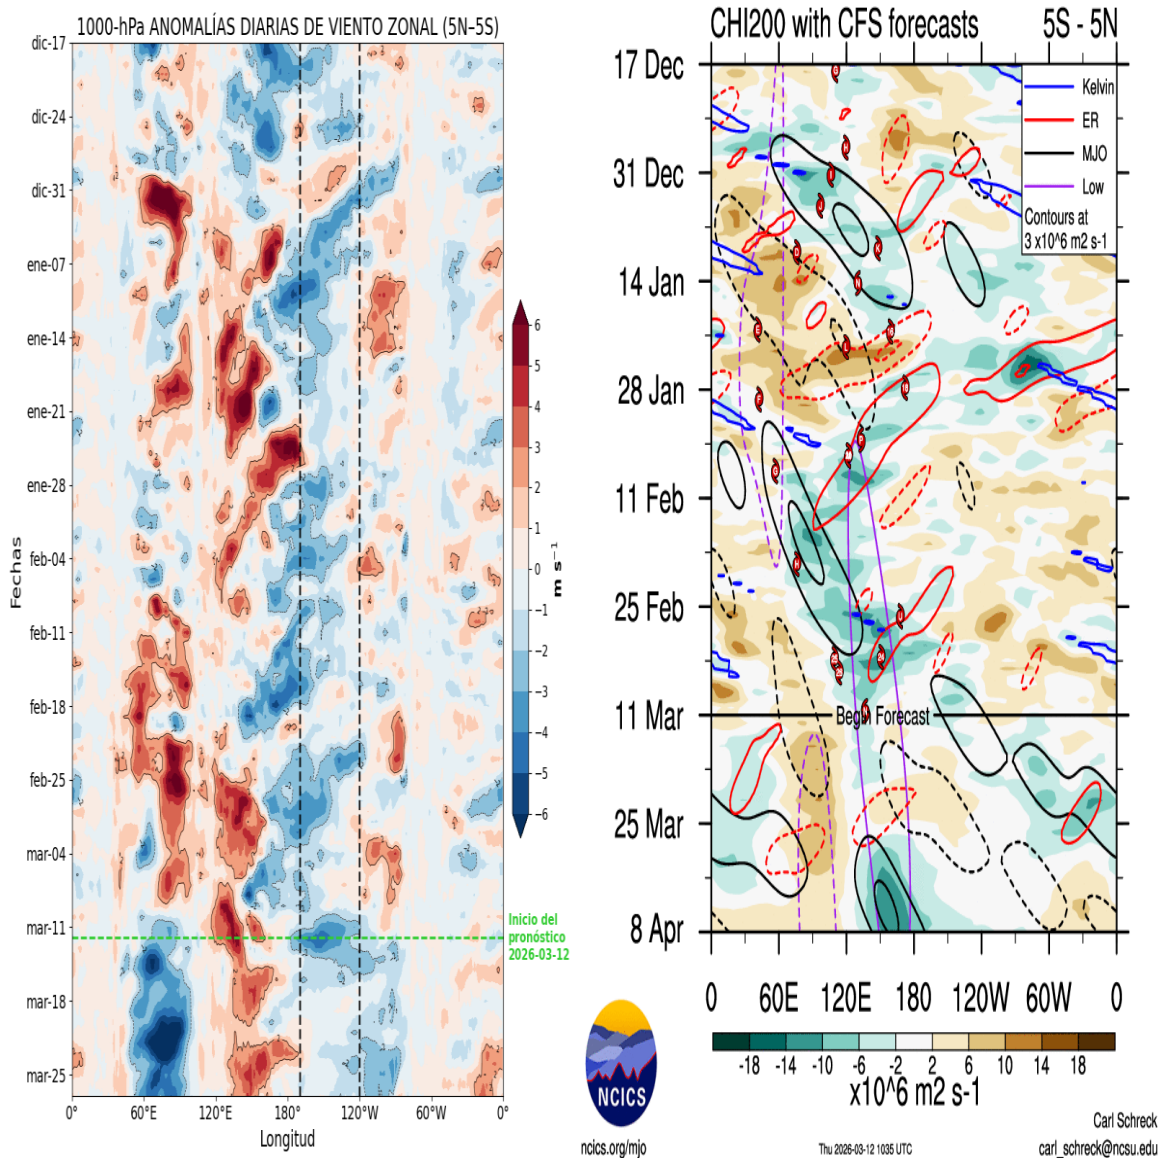 1000-hPa ANOMALÍAS DIARIAS DE VIENTO ZONAL (5N–5S)
Fechas
dic-17
dic-24
dic-31
ene-07
ene-14
ene-21
ene-28
feb-04
feb-11
feb-18
feb-25
mar-04
mar-11
mar-18
mar-25
0°
60°E
120°E
180°
120°W
60°W
0°
Longitud
6
5
4
3
2
1
0
−1
−2
−3
−4
−5
−6
m s⁻¹
Inicio del
pronóstico
2026-03-12
CHI200 with CFS forecasts 5S - 5N
17 Dec
31 Dec
14 Jan
28 Jan
11 Feb
25 Feb
11 Mar
25 Mar
8 Apr
Kelvin
ER
MJO
Low
Contours at
3 x10^6 m2 s-1
Begin Forecast
0
60E
120E
180
120W
60W
0
-18 -14 -10 -6 -2 2 6 10 14 18
x10^6 m2 s-1
NCICS
ncics.org/mjo
Thu 2026-03-12 1035 UTC
Carl Schreck
carl_schreck@ncsu.edu